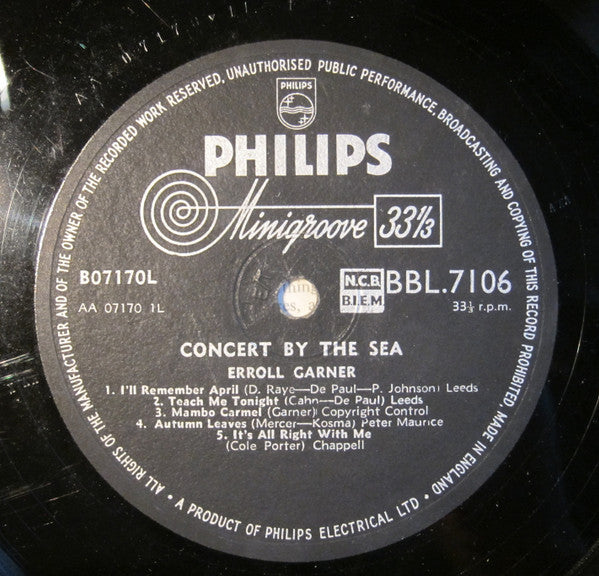 ALL RIGHTS OF THE MANUFACTURER AND OF THE OWNER OF THE RECORDED WORK RESERVED. UNAUTHORISED PUBLIC PERFORMANCE, BROADCASTING AND COPYING OF THIS RECORD PROHIBITED, MADE IN ENGLAND
PHILIPS
PHILIPS
Minigroove 33⅓
B07170L
N.C.B.
B.I.E.M
BBL.7106
AA 07170 1L
33⅓ r.p.m.
CONCERT BY THE SEA
ERROLL GARNER
1. I'll Remember April (D. Raye—De Paul—P. Johnson) Leeds
2. Teach Me Tonight (Cahn—De Paul) Leeds
3. Mambo Carmel (Garner) Copyright Control
4. Autumn Leaves (Mercer—Kosma) Peter Maurice
5. It's All Right With Me
(Cole Porter) Chappell
• A PRODUCT OF PHILIPS ELECTRICAL LTD •